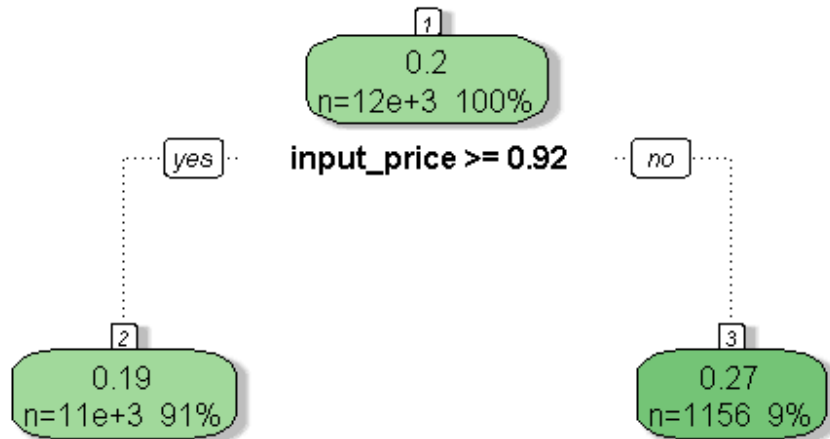 1
0.2
n=12e+3 100%
yes input_price >= 0.92 no
2
0.19
n=11e+3 91%
3
0.27
n=1156 9%